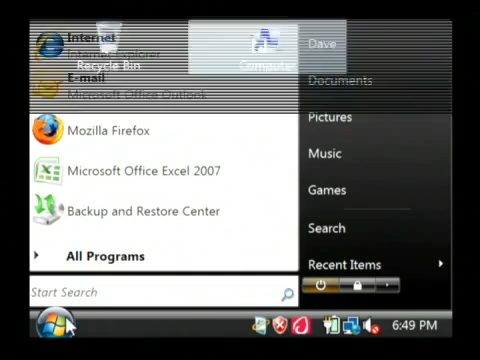 Internet
Internet Explorer
Recycle Bin
Computer
E-mail
Microsoft Office Outlook
Mozilla Firefox
Microsoft Office Excel 2007
Backup and Restore Center
All Programs
Start Search
Dave
Documents
Pictures
Music
Games
Search
Recent Items
6:49 PM